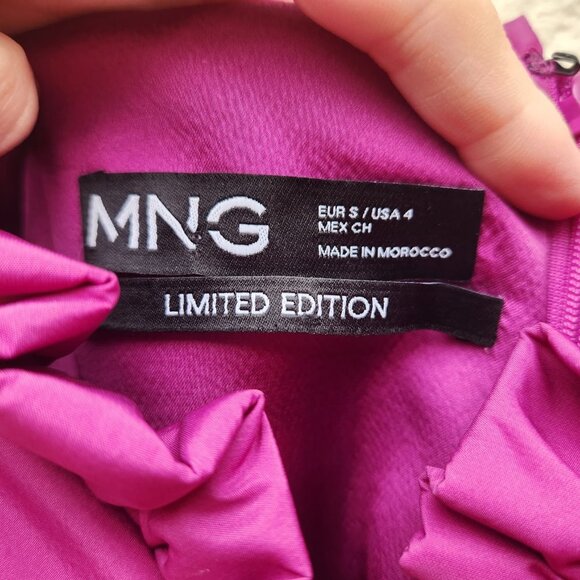 MNG
EUR S / USA 4
MEX CH
MADE IN MOROCCO
LIMITED EDITION